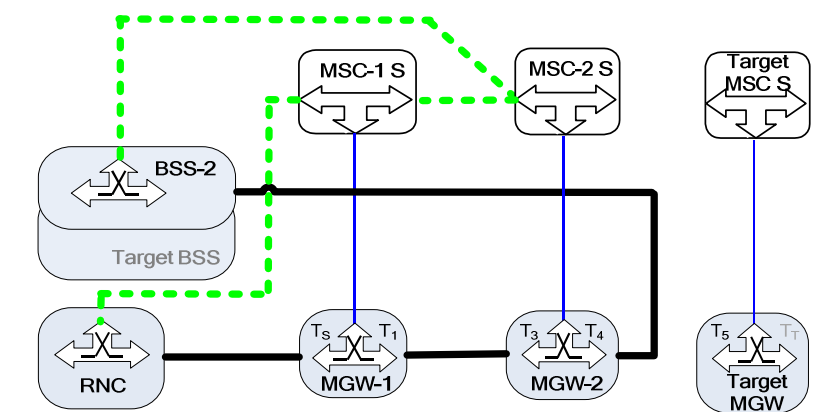 MSC-1 S
MSC-2 S
Target
MSC S
BSS-2
Target BSS
RNC
TS T1
MGW-1
T3 T4
MGW-2
T5 TT
Target
MGW